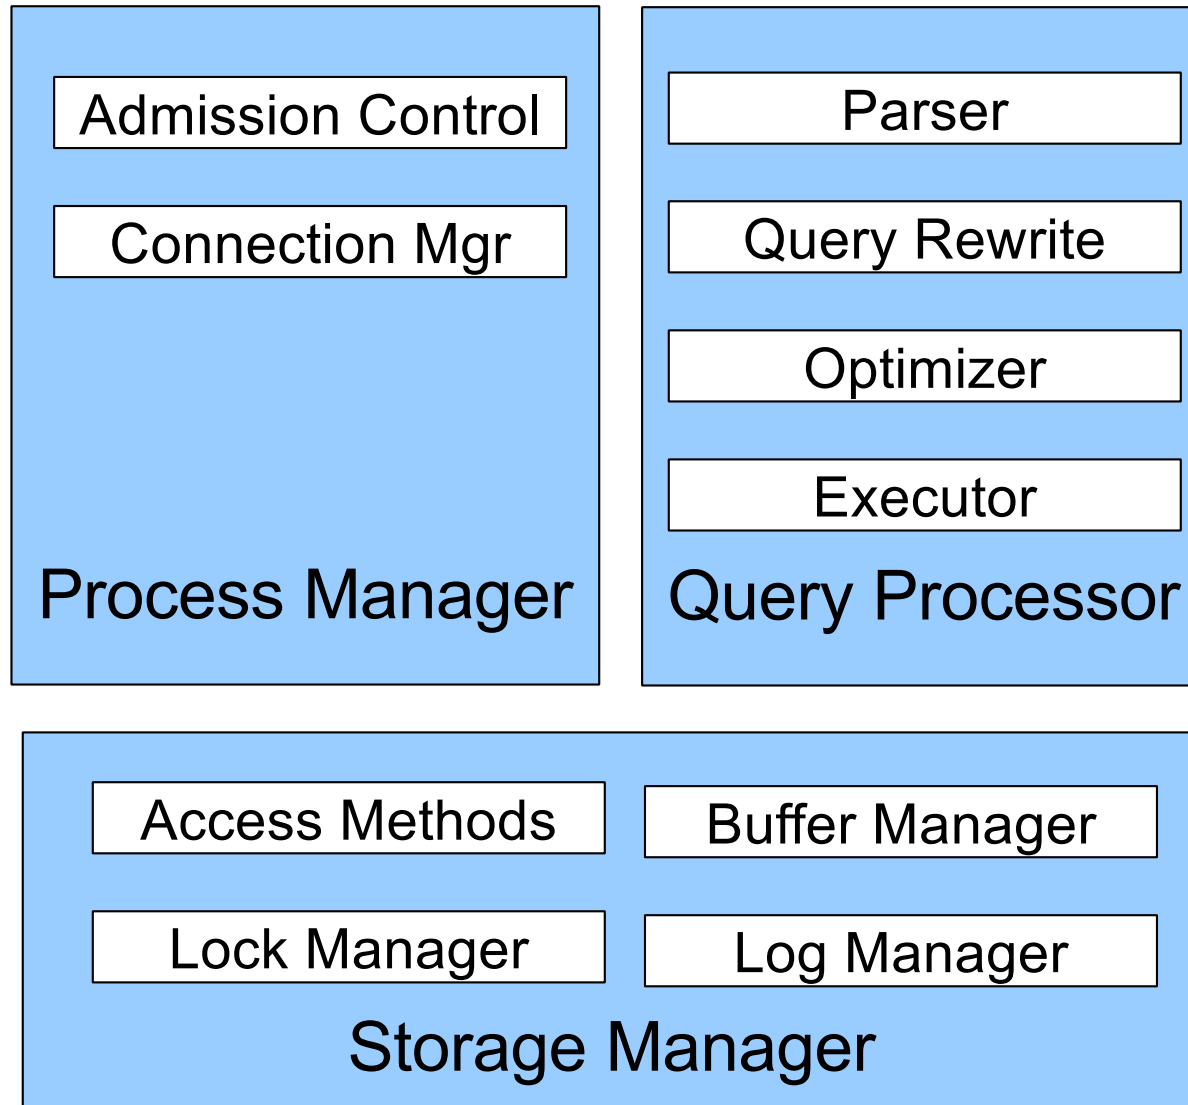 Admission Control
Connection Mgr
Process Manager
Parser
Query Rewrite
Optimizer
Executor
Query Processor
Access Methods
Buffer Manager
Lock Manager
Log Manager
Storage Manager